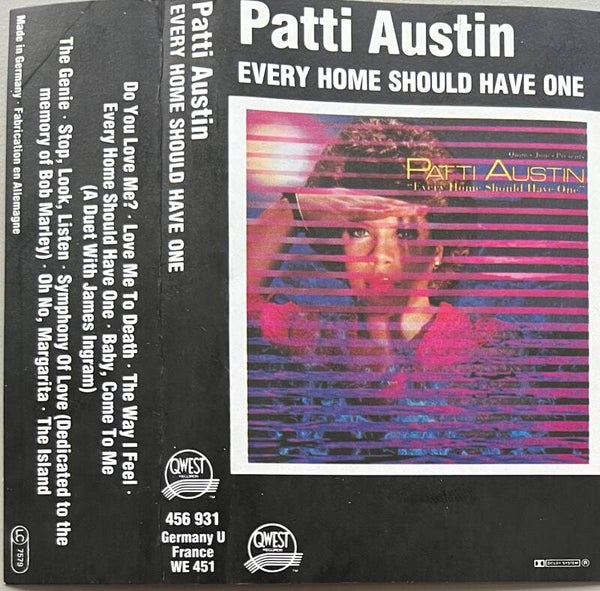 Patti Austin
EVERY HOME SHOULD HAVE ONE
Quincy Jones Presents
PATTI AUSTIN
"Every Home Should Have One"
QWEST
RECORDS
TM
DOLBY SYSTEM ®
Patti Austin
EVERY HOME SHOULD HAVE ONE
QWEST
RECORDS
TM
456 931
Germany U
France
WE 451
Do You Love Me? · Love Me To Death · The Way I Feel ·
Every Home Should Have One · Baby, Come To Me
(A Duet With James Ingram)
The Genie · Stop, Look, Listen · Symphony Of Love (Dedicated to the
memory of Bob Marley) · Oh No, Margarita · The Island
Made in Germany · Fabrication en Allemagne
LC 7579